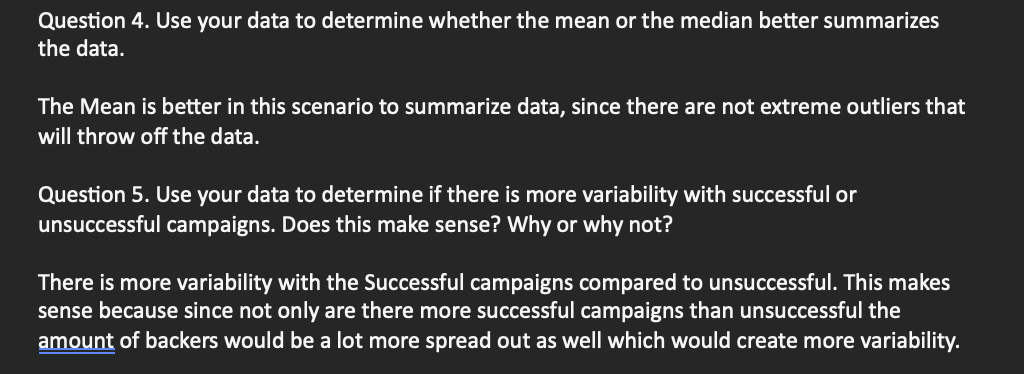 Question 4. Use your data to determine whether the mean or the median better summarizes
the data.
The Mean is better in this scenario to summarize data, since there are not extreme outliers that
will throw off the data.
Question 5. Use your data to determine if there is more variability with successful or
unsuccessful campaigns. Does this make sense? Why or why not?
There is more variability with the Successful campaigns compared to unsuccessful. This makes
sense because since not only are there more successful campaigns than unsuccessful the
amount of backers would be a lot more spread out as well which would create more variability.